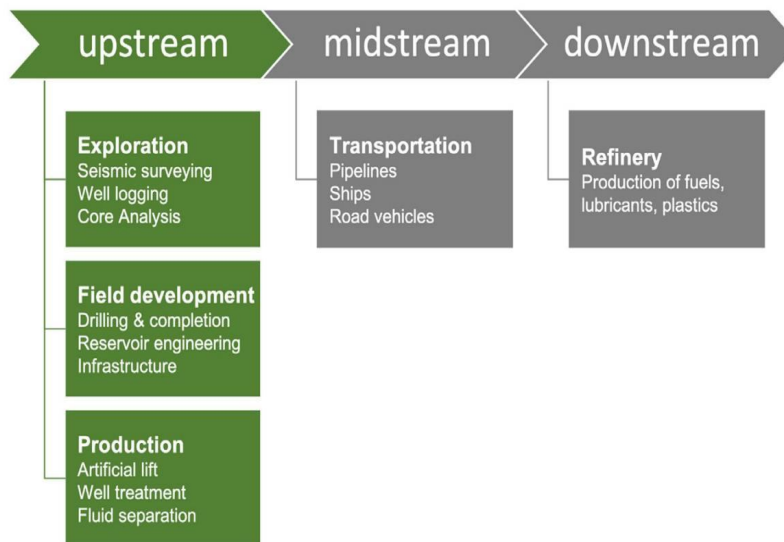 upstream
midstream
downstream
Exploration
Seismic surveying
Well logging
Core Analysis
Field development
Drilling & completion
Reservoir engineering
Infrastructure
Production
Artificial lift
Well treatment
Fluid separation
Transportation
Pipelines
Ships
Road vehicles
Refinery
Production of fuels,
lubricants, plastics